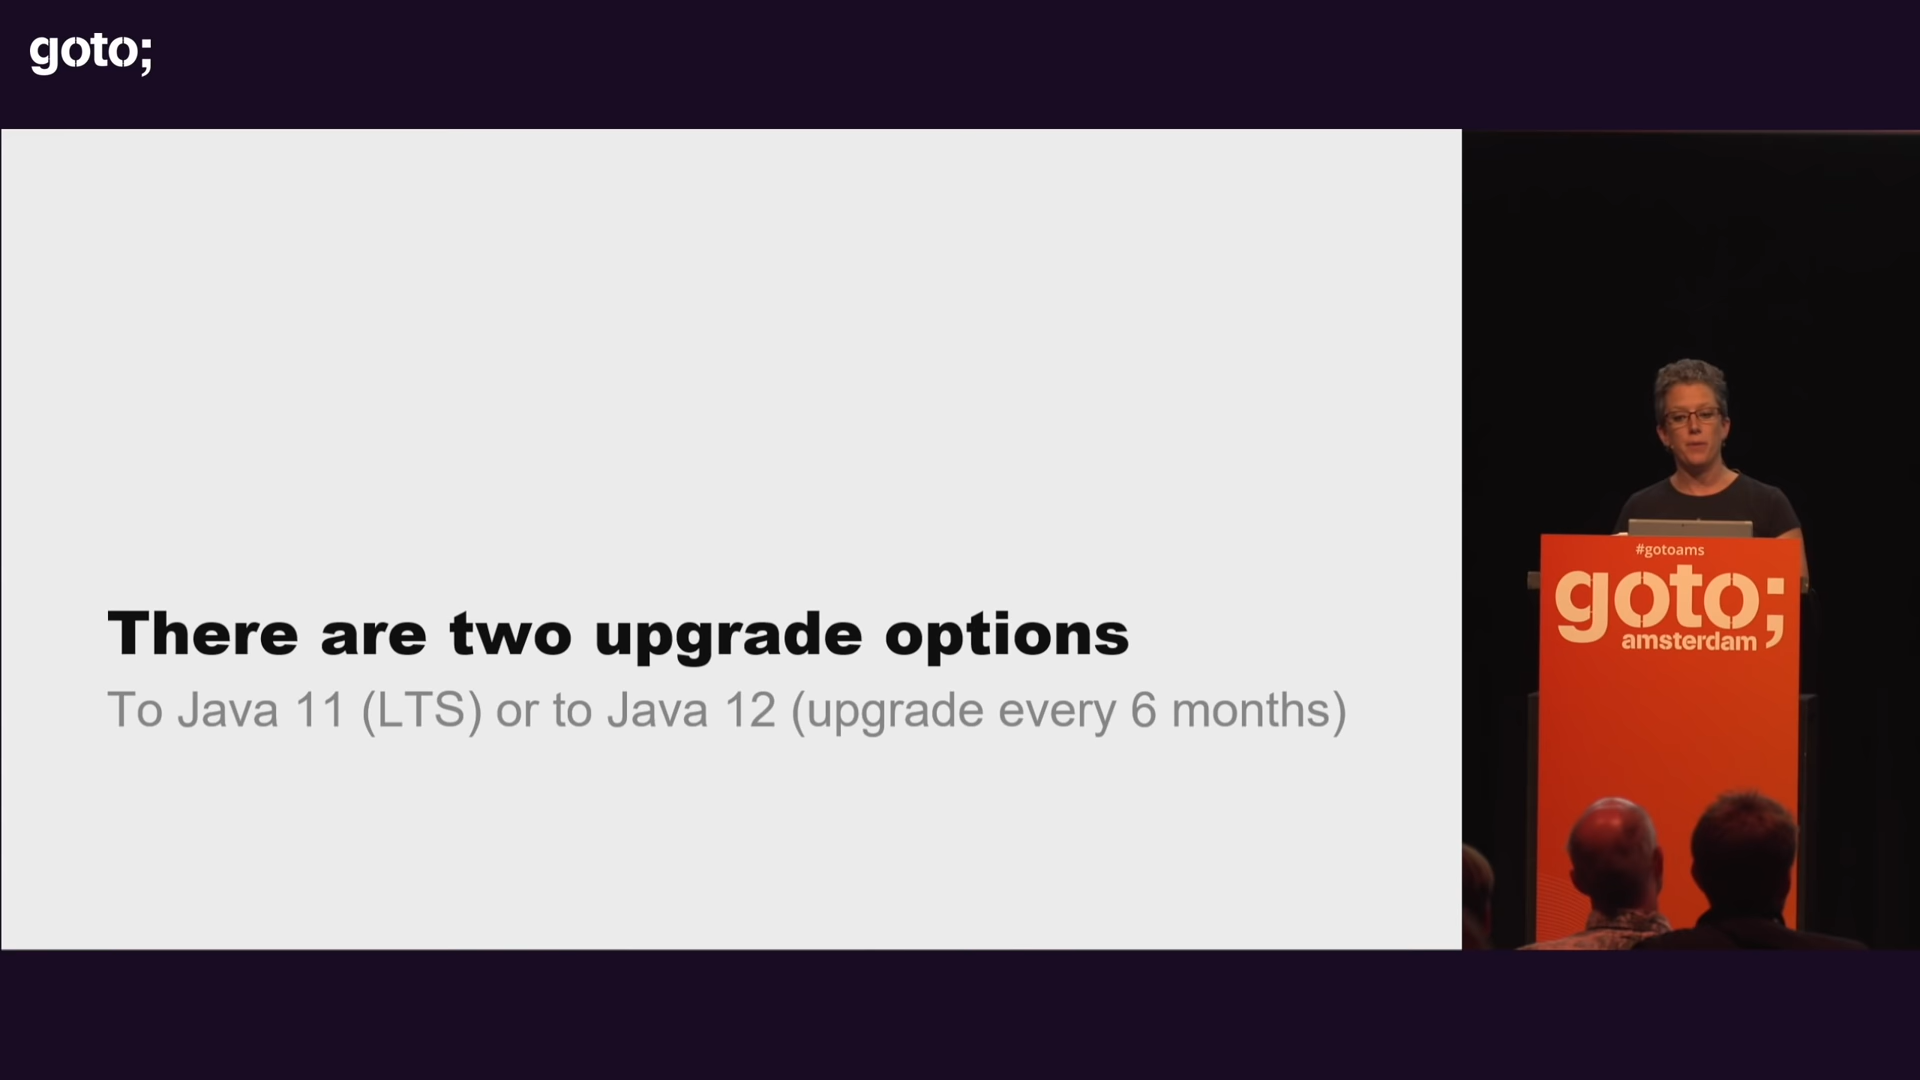 goto;
There are two upgrade options
To Java 11 (LTS) or to Java 12 (upgrade every 6 months)
#gotoams
goto;
amsterdam